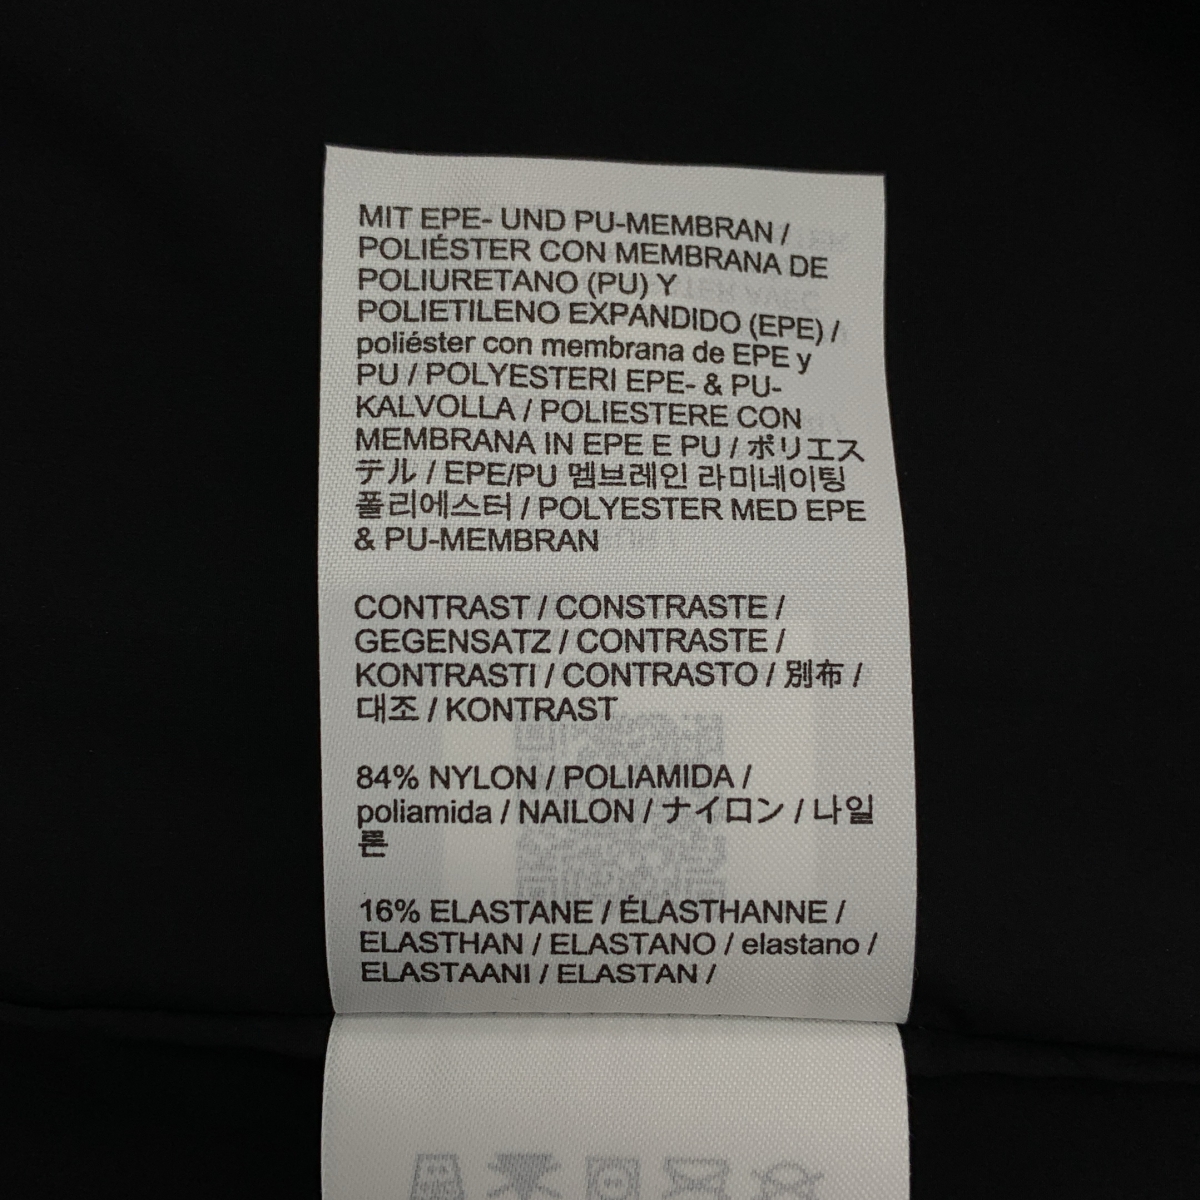 MIT EPE- UND PU-MEMBRAN /
POLIÉSTER CON MEMBRANA DE
POLIURETANO (PU) Y
POLIETILENO EXPANDIDO (EPE) /
poliéster con membrana de EPE y
PU / POLYESTERI EPE- & PU-
KALVOLLA / POLIESTERE CON
MEMBRANA IN EPE E PU / ポリエス
テル / EPE/PU 멤브레인 라미네이팅
폴리에스터 / POLYESTER MED EPE
& PU-MEMBRAN
CONTRAST / CONSTRASTE /
GEGENSATZ / CONTRASTE /
KONTRASTI / CONTRASTO / 別布 /
대조 / KONTRAST
84% NYLON / POLIAMIDA /
poliamida / NAILON / ナイロン / 나일
론
16% ELASTANE / ÉLASTHANNE /
ELASTHAN / ELASTANO / elastano /
ELASTAANI / ELASTAN /